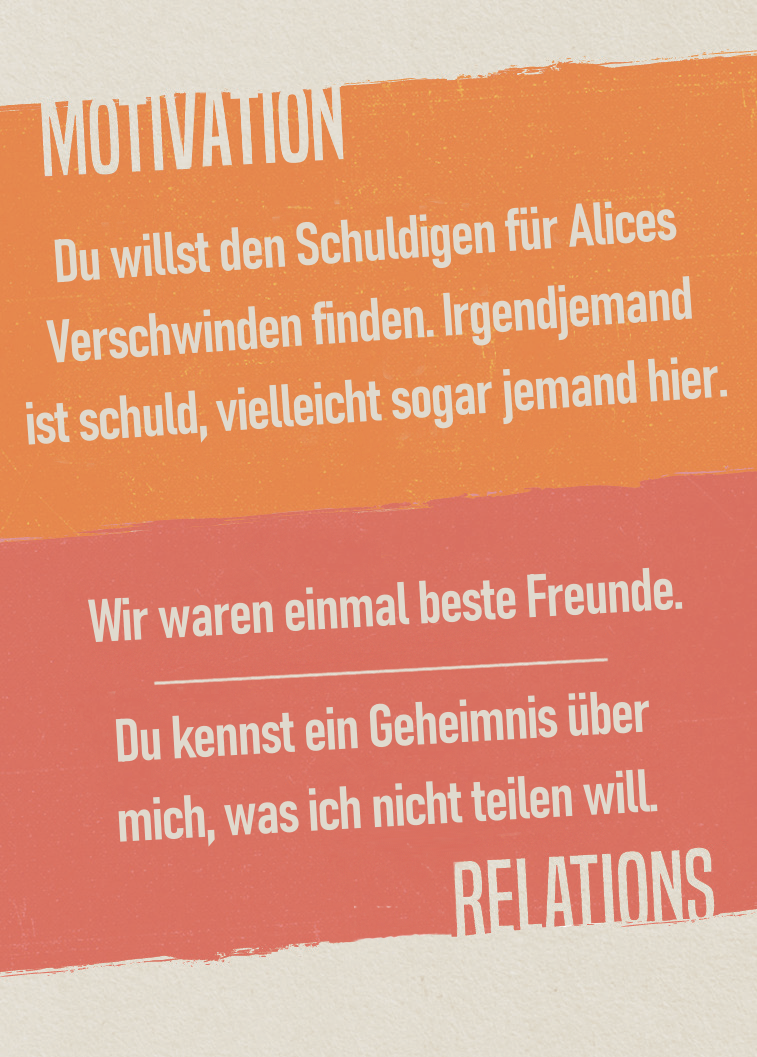 MOTIVATION
Du willst den Schuldigen für Alices
Verschwinden finden. Irgendjemand
ist schuld, vielleicht sogar jemand hier.
Wir waren einmal beste Freunde.
Du kennst ein Geheimnis über
mich, was ich nicht teilen will.
RELATIONS